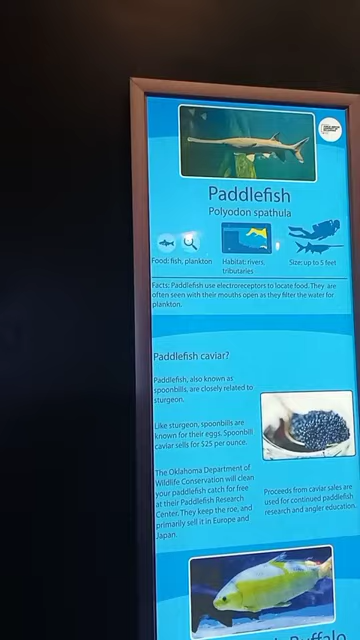 Paddlefish
Polyodon spathula
Food: fish, plankton
Habitat: rivers,
tributaries
Size: up to 5 feet
Facts: Paddlefish use electroreceptors to locate food. They are
often seen with their mouths open as they filter the water for
plankton.
Paddlefish caviar?
Paddlefish, also known as
spoonbills, are closely related to
sturgeon.
Like sturgeon, spoonbills are
known for their eggs. Spoonbill
caviar sells for $25 per ounce.
The Oklahoma Department of
Wildlife Conservation will clean
your paddlefish catch for free
at their Paddlefish Research
Center. They keep the roe, and
primarily sell it in Europe and
Japan.
Proceeds from caviar sales are
used for continued paddlefish
research and angler education.
Buffalo